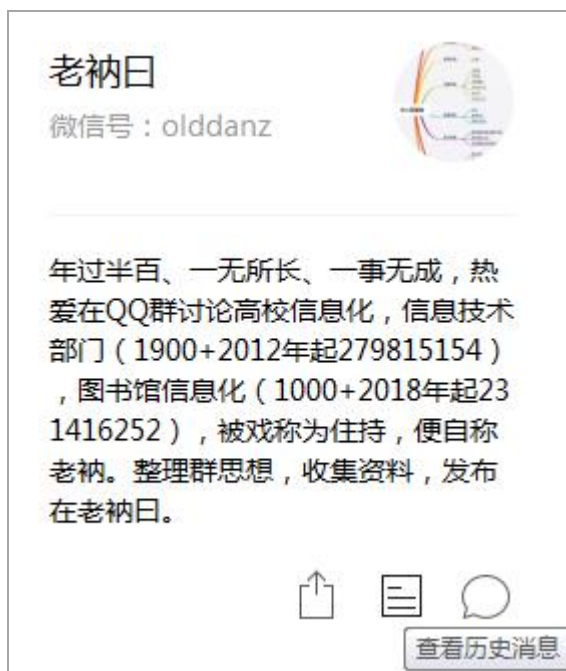 老衲曰
微信号：olddanz
年过半百、一无所长、一事无成，热
爱在QQ群讨论高校信息化，信息技术
部门（1900+2012年起279815154）
，图书馆信息化（1000+2018年起23
1416252），被戏称为住持，便自称
老衲。整理群思想，收集资料，发布
在老衲曰。
查看历史消息